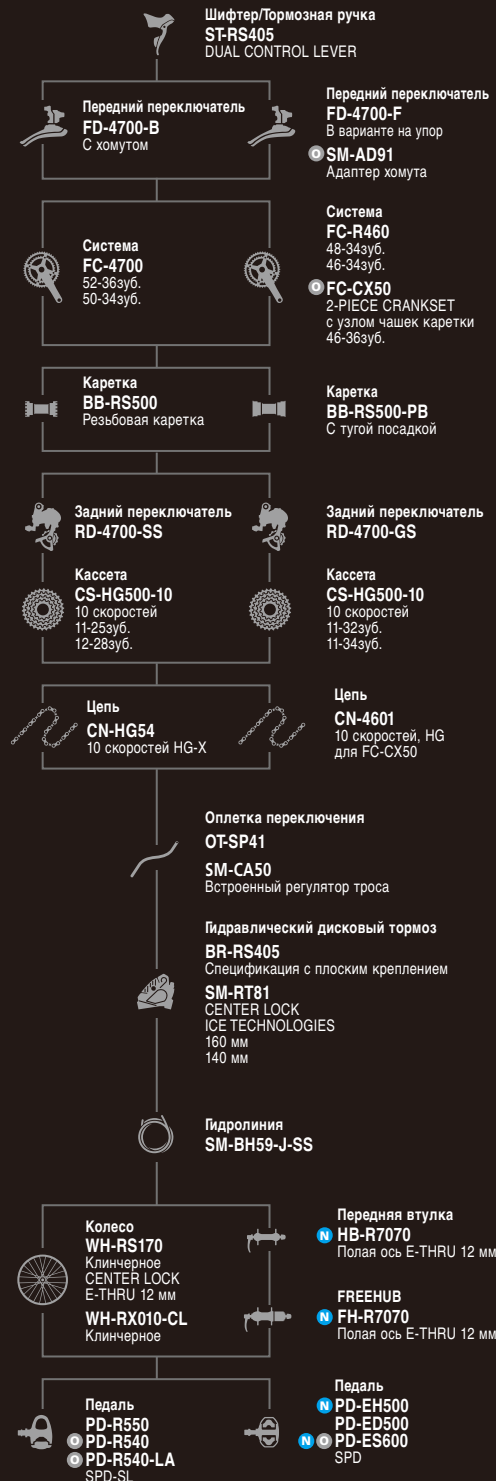 Шифтер/Тормозная ручка
ST-RS405
DUAL CONTROL LEVER
Передний переключатель
FD-4700-B
С хомутом
Передний переключатель
FD-4700-F
В варианте на упор
O SM-AD91
Адаптер хомута
Система
FC-4700
52-36зуб.
50-34зуб.
Система
FC-R460
48-34зуб.
46-34зуб.
O FC-CX50
2-PIECE CRANKSET
с узлом чашек каретки
46-36зуб.
Каретка
BB-RS500
Резьбовая каретка
Каретка
BB-RS500-PB
С тугой посадкой
Задний переключатель
RD-4700-SS
Задний переключатель
RD-4700-GS
Кассета
CS-HG500-10
10 скоростей
11-25зуб.
12-28зуб.
Кассета
CS-HG500-10
10 скоростей
11-32зуб.
11-34зуб.
Цепь
CN-HG54
10 скоростей HG-X
Цепь
CN-4601
10 скоростей, HG
для FC-CX50
Оплетка переключения
OT-SP41
SM-CA50
Встроенный регулятор троса
Гидравлический дисковый тормоз
BR-RS405
Спецификация с плоским креплением
SM-RT81
CENTER LOCK
ICE TECHNOLOGIES
160 мм
140 мм
Гидролиния
SM-BH59-J-SS
Колесо
WH-RS170
Клинчерное
CENTER LOCK
E-THRU 12 мм
WH-RX010-CL
Клинчерное
Передняя втулка
N HB-R7070
Полая ось E-THRU 12 мм
FREEHUB
N FH-R7070
Полая ось E-THRU 12 мм
Педаль
PD-R550
O PD-R540
O PD-R540-LA
SPD-SL
Педаль
N PD-EH500
PD-ED500
N O PD-ES600
SPD